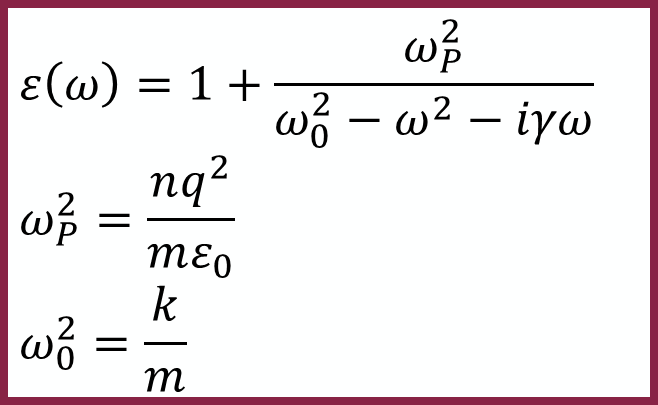 ε(ω) = 1 + ω_P^2 / (ω_0^2 − ω^2 − iγω)
ω_P^2 = nq^2 / (mε_0)
ω_0^2 = k / m